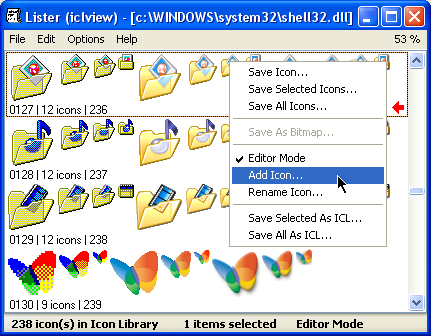 Lister (iclview) - [c:\WINDOWS\system32\shell32.dll]
File Edit Options Help 53 %
0127 | 12 icons | 236
0128 | 12 icons | 237
0129 | 12 icons | 238
0130 | 9 icons | 239
Save Icon...
Save Selected Icons...
Save All Icons...
Save As Bitmap...
Editor Mode
Add Icon...
Rename Icon...
Save Selected As ICL...
Save All As ICL...
238 icon(s) in Icon Library 1 items selected Editor Mode